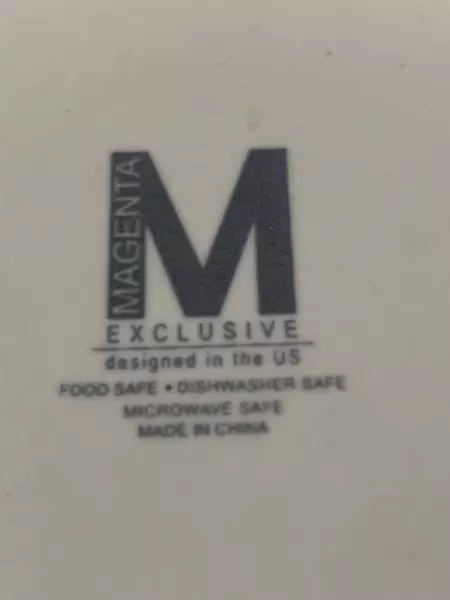 MAGENTA
M
EXCLUSIVE
designed in the US
FOOD SAFE • DISHWASHER SAFE
MICROWAVE SAFE
MADE IN CHINA